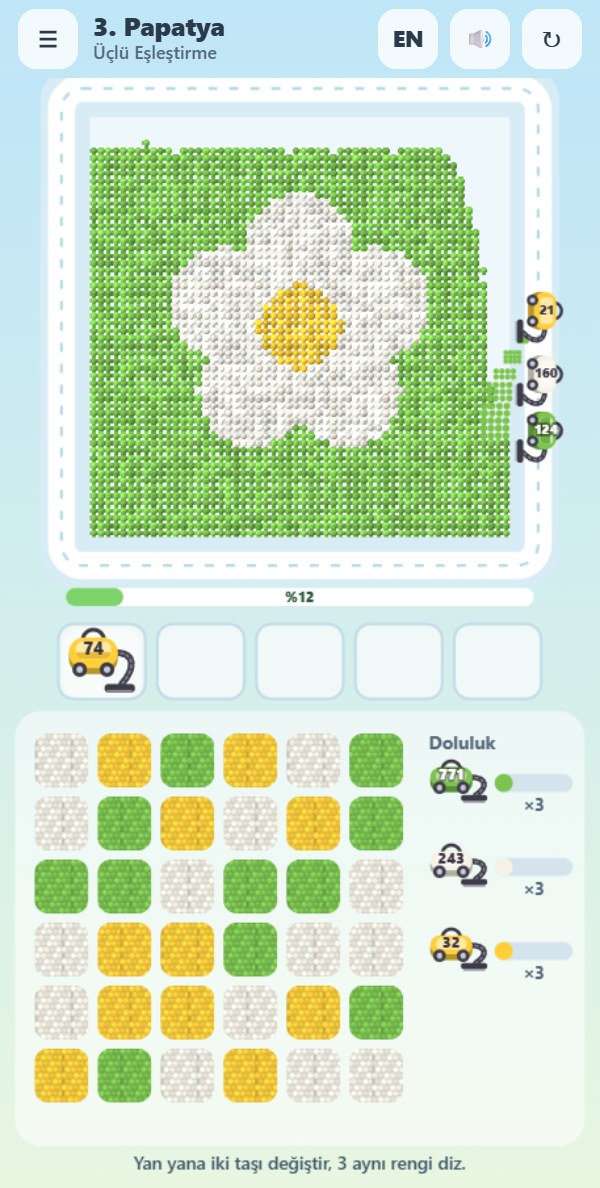 3. Papatya
Üçlü Eşleştirme
EN
21
160
124
%12
74
Doluluk
771
×3
243
×3
32
×3
Yan yana iki taşı değiştir, 3 aynı rengi diz.